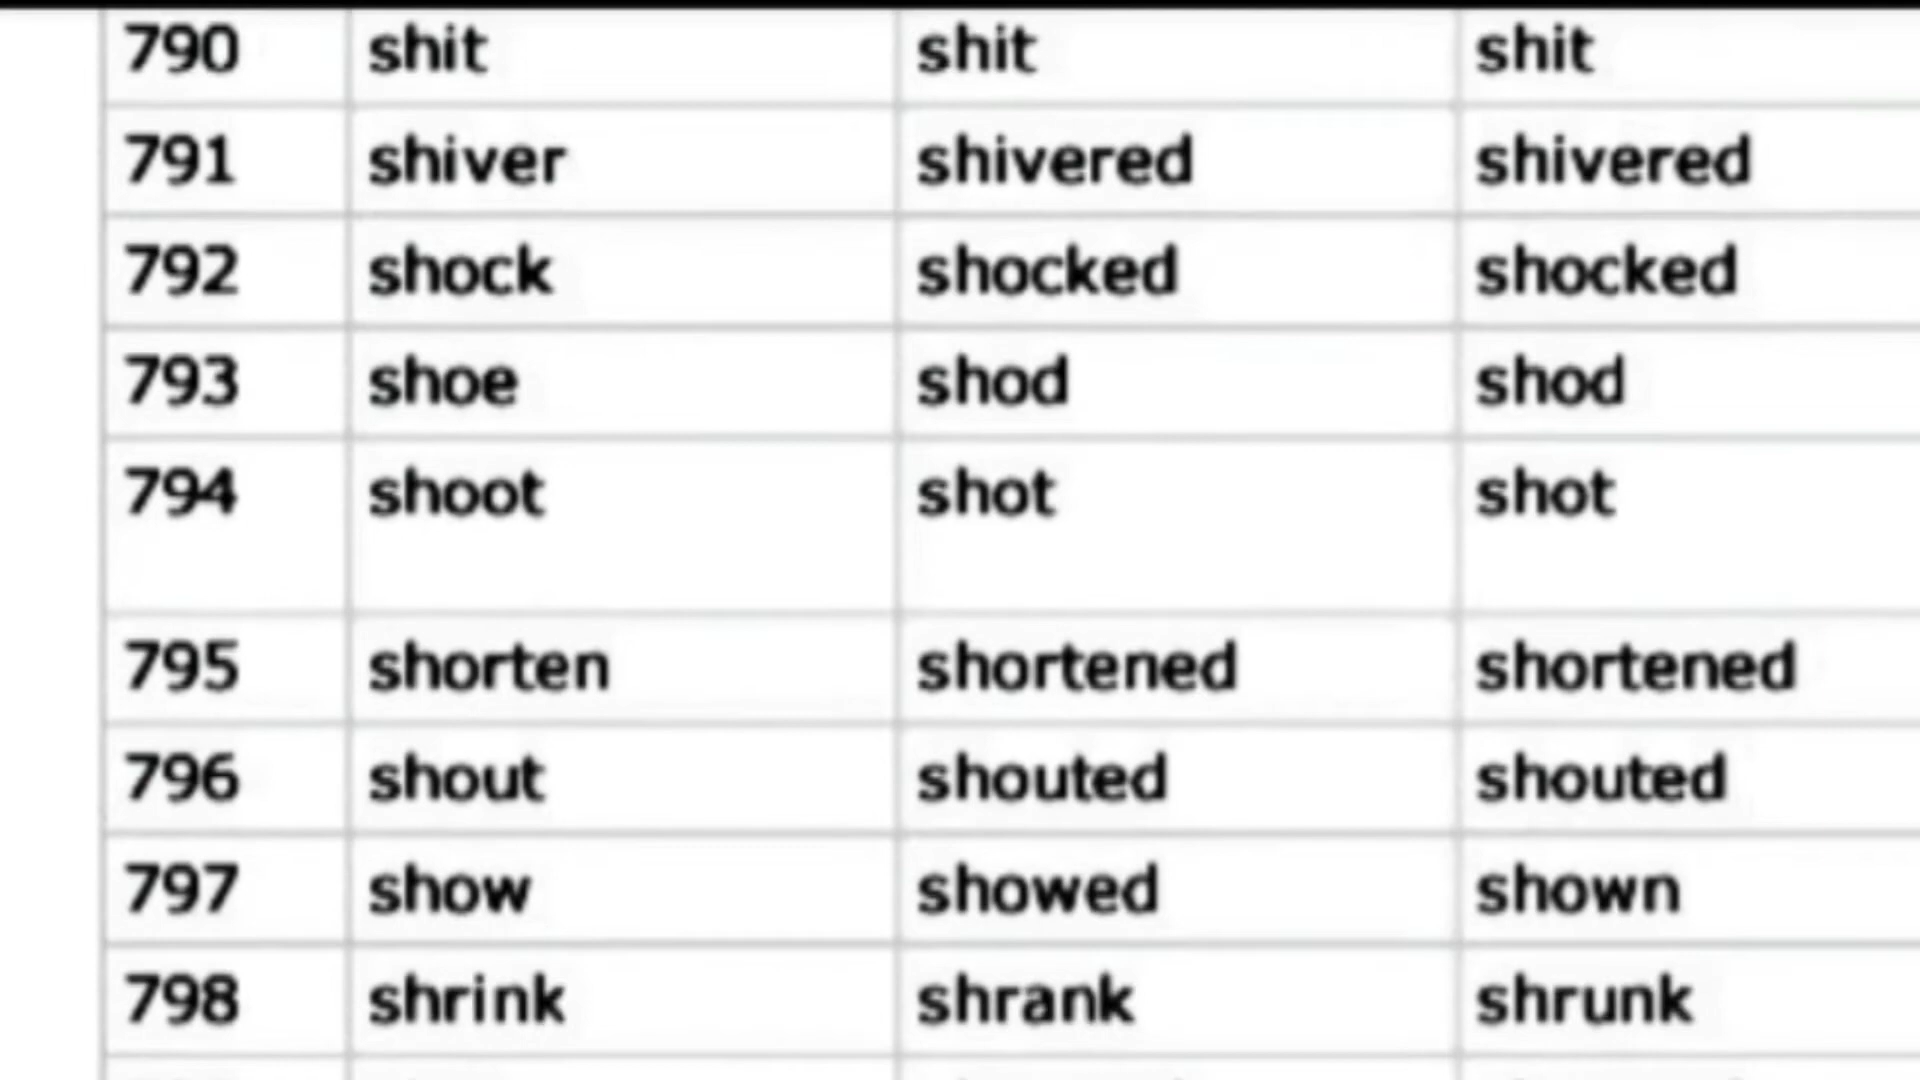 790 shit shit shit
791 shiver shivered shivered
792 shock shocked shocked
793 shoe shod shod
794 shoot shot shot
795 shorten shortened shortened
796 shout shouted shouted
797 show showed shown
798 shrink shrank shrunk